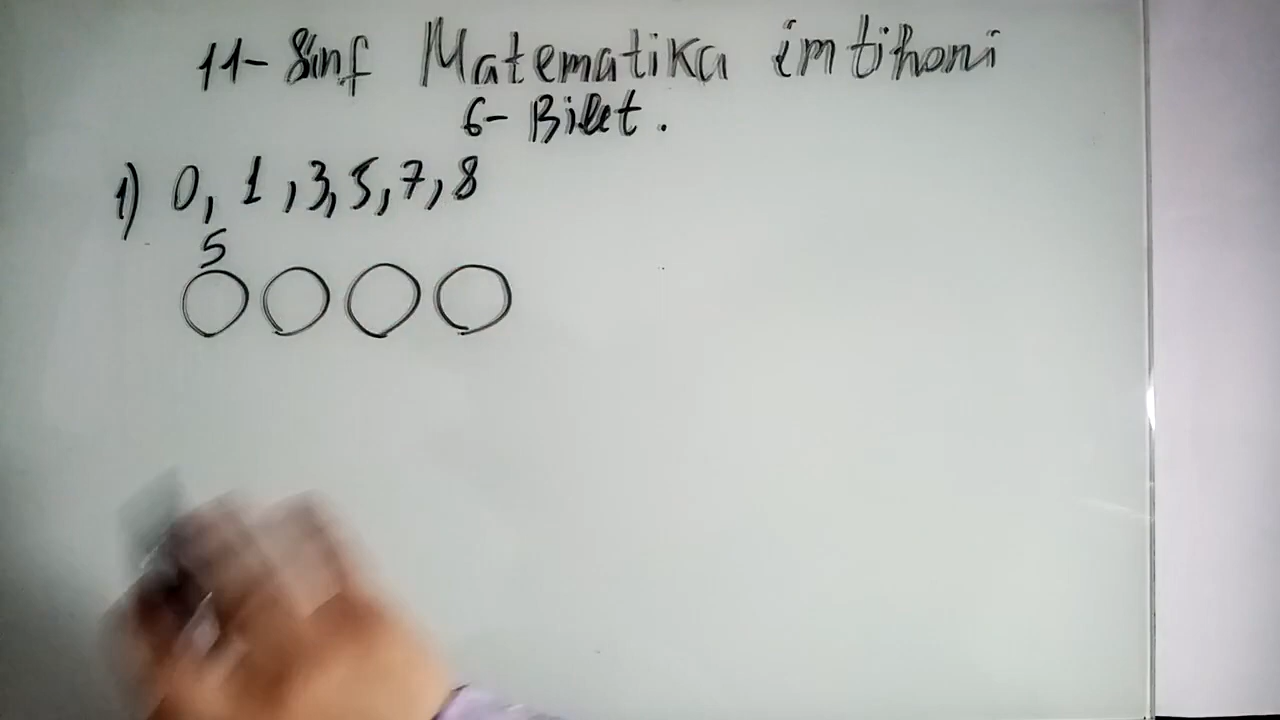 11- Sinf Matematika imtihoni
6- Bilet.
1) 0, 1, 3, 5, 7, 8
5